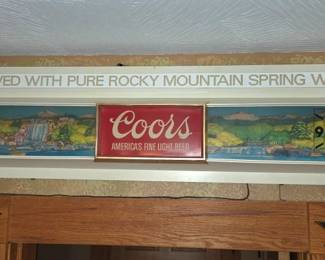 VED WITH PURE ROCKY MOUNTAIN SPRING W
Coors
AMERICA'S FINE LIGHT BEER